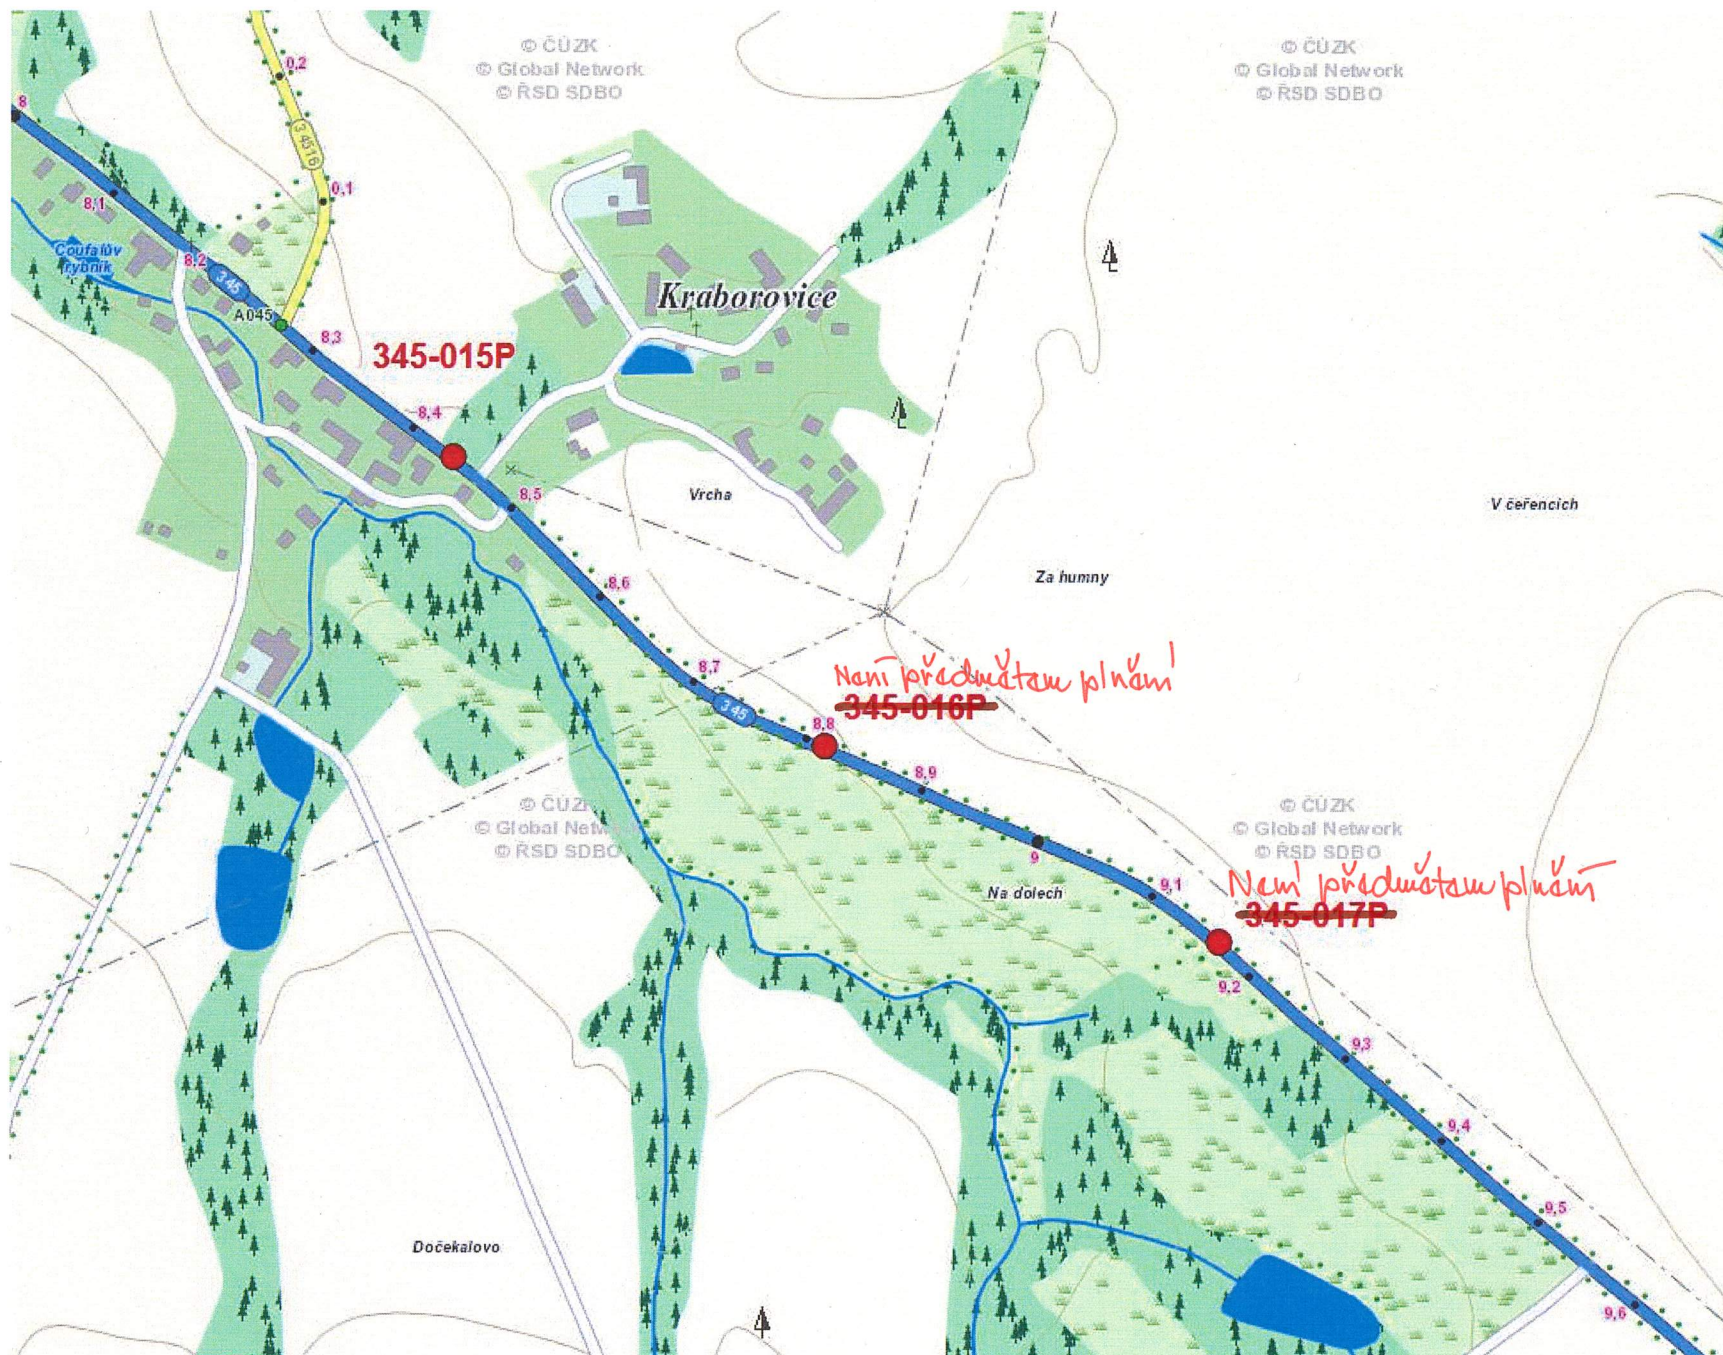 © ČÚZK
© Global Network
© ŘSD SDBO
© ČÚZK
© Global Network
© ŘSD SDBO
0,2
8
3 4516
0,1
8,1
Coufalův
rybník
8,2
345
A045
8,3
Kraborovice
345-015P
8,4
8,5
Vrcha
V čeřencích
Za humny
8,6
8,7
Není předmětem plnění
345-016P
345
8,8
8,9
© ČÚZK
© Global Netw
© ŘSD SDBO
© ČÚZK
© Global Network
© ŘSD SDBO
9
9,1
Na dolech
Není předmětem plnění
345-017P
9,2
9,3
9,4
9,5
Dočekalovo
9,6